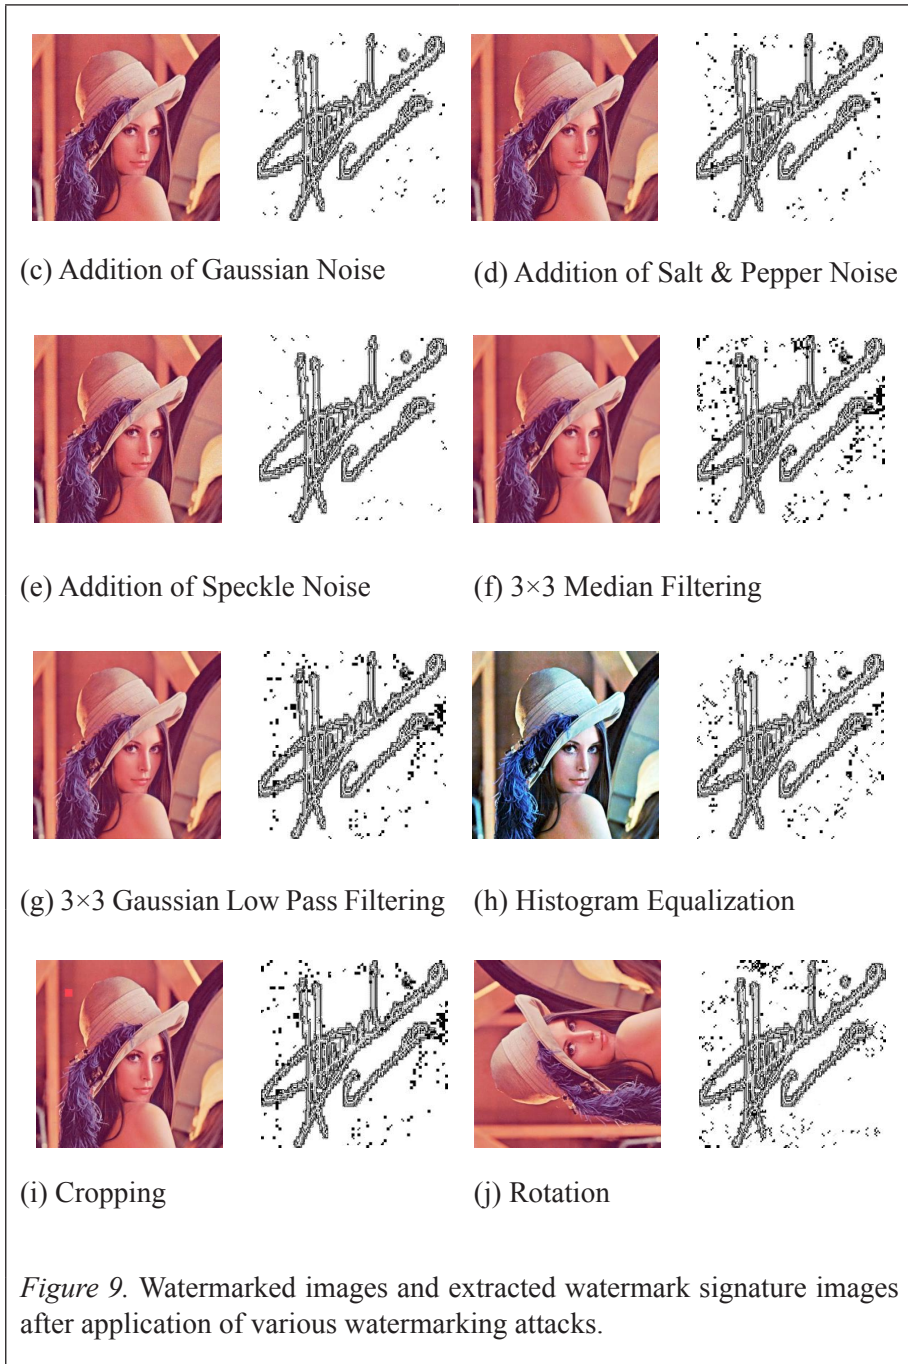 (c) Addition of Gaussian Noise
(d) Addition of Salt & Pepper Noise
(e) Addition of Speckle Noise
(f) 3×3 Median Filtering
(g) 3×3 Gaussian Low Pass Filtering
(h) Histogram Equalization
(i) Cropping
(j) Rotation
Figure 9. Watermarked images and extracted watermark signature images
after application of various watermarking attacks.